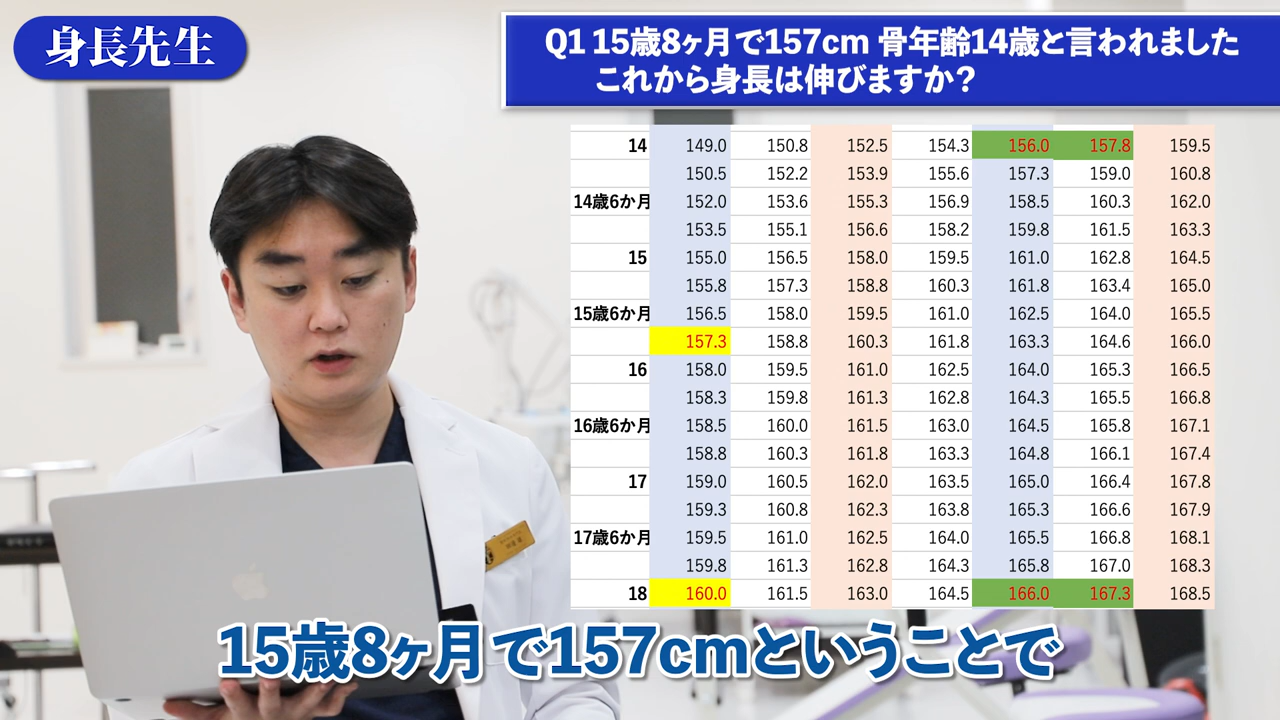 身長先生
Q1 15歳8ヶ月で157cm 骨年齢14歳と言われました
これから身長は伸びますか?
14 149.0 150.8 152.5 154.3 156.0 157.8 159.5
150.5 152.2 153.9 155.6 157.3 159.0 160.8
14歳6か月 152.0 153.6 155.3 156.9 158.5 160.3 162.0
153.5 155.1 156.6 158.2 159.8 161.5 163.3
15 155.0 156.5 158.0 159.5 161.0 162.8 164.5
155.8 157.3 158.8 160.3 161.8 163.4 165.0
15歳6か月 156.5 158.0 159.5 161.0 162.5 164.0 165.5
157.3 158.8 160.3 161.8 163.3 164.6 166.0
16 158.0 159.5 161.0 162.5 164.0 165.3 166.5
158.3 159.8 161.3 162.8 164.3 165.5 166.8
16歳6か月 158.5 160.0 161.5 163.0 164.5 165.8 167.1
158.8 160.3 161.8 163.3 164.8 166.1 167.4
17 159.0 160.5 162.0 163.5 165.0 166.4 167.8
159.3 160.8 162.3 163.8 165.3 166.6 167.9
17歳6か月 159.5 161.0 162.5 164.0 165.5 166.8 168.1
159.8 161.3 162.8 164.3 165.8 167.0 168.3
18 160.0 161.5 163.0 164.5 166.0 167.3 168.5
15歳8ヶ月で157cmということで